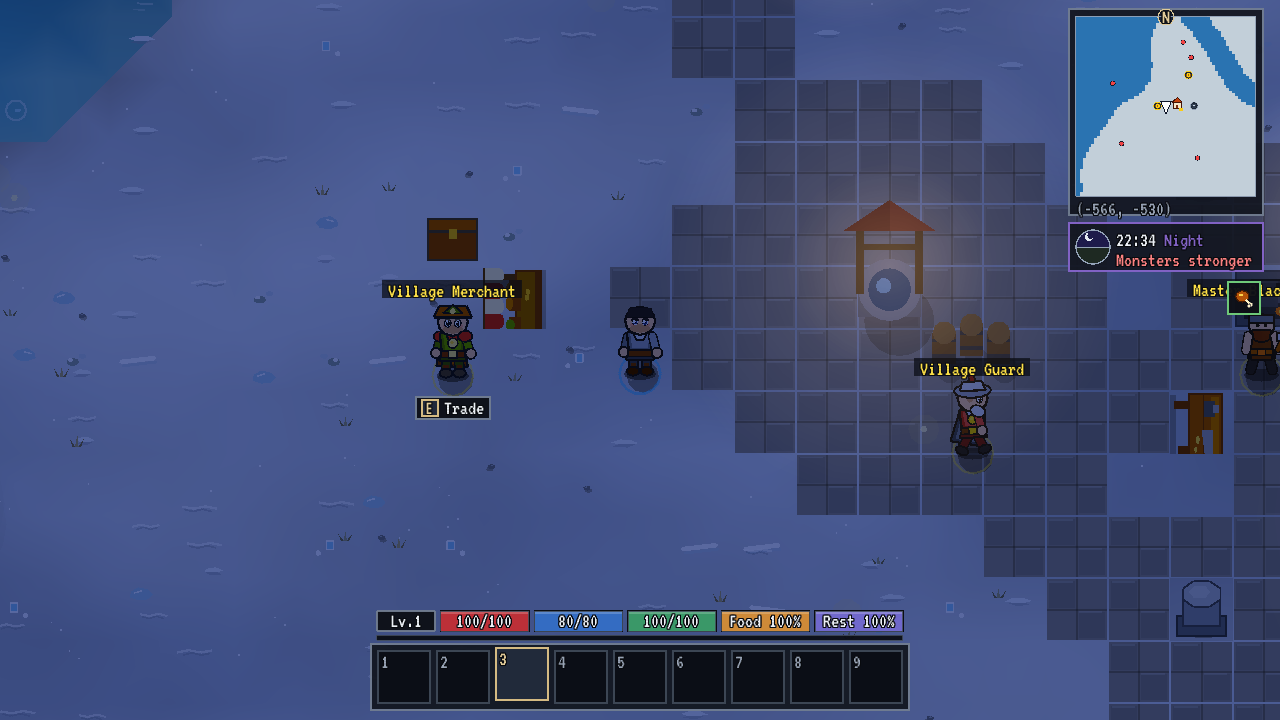 N
(-566, -530)
22:34 Night
Monsters stronger
Village Merchant
E Trade
Village Guard
Lv.1
100/100
80/80
100/100
Food 100%
Rest 100%
1
2
3
4
5
6
7
8
9